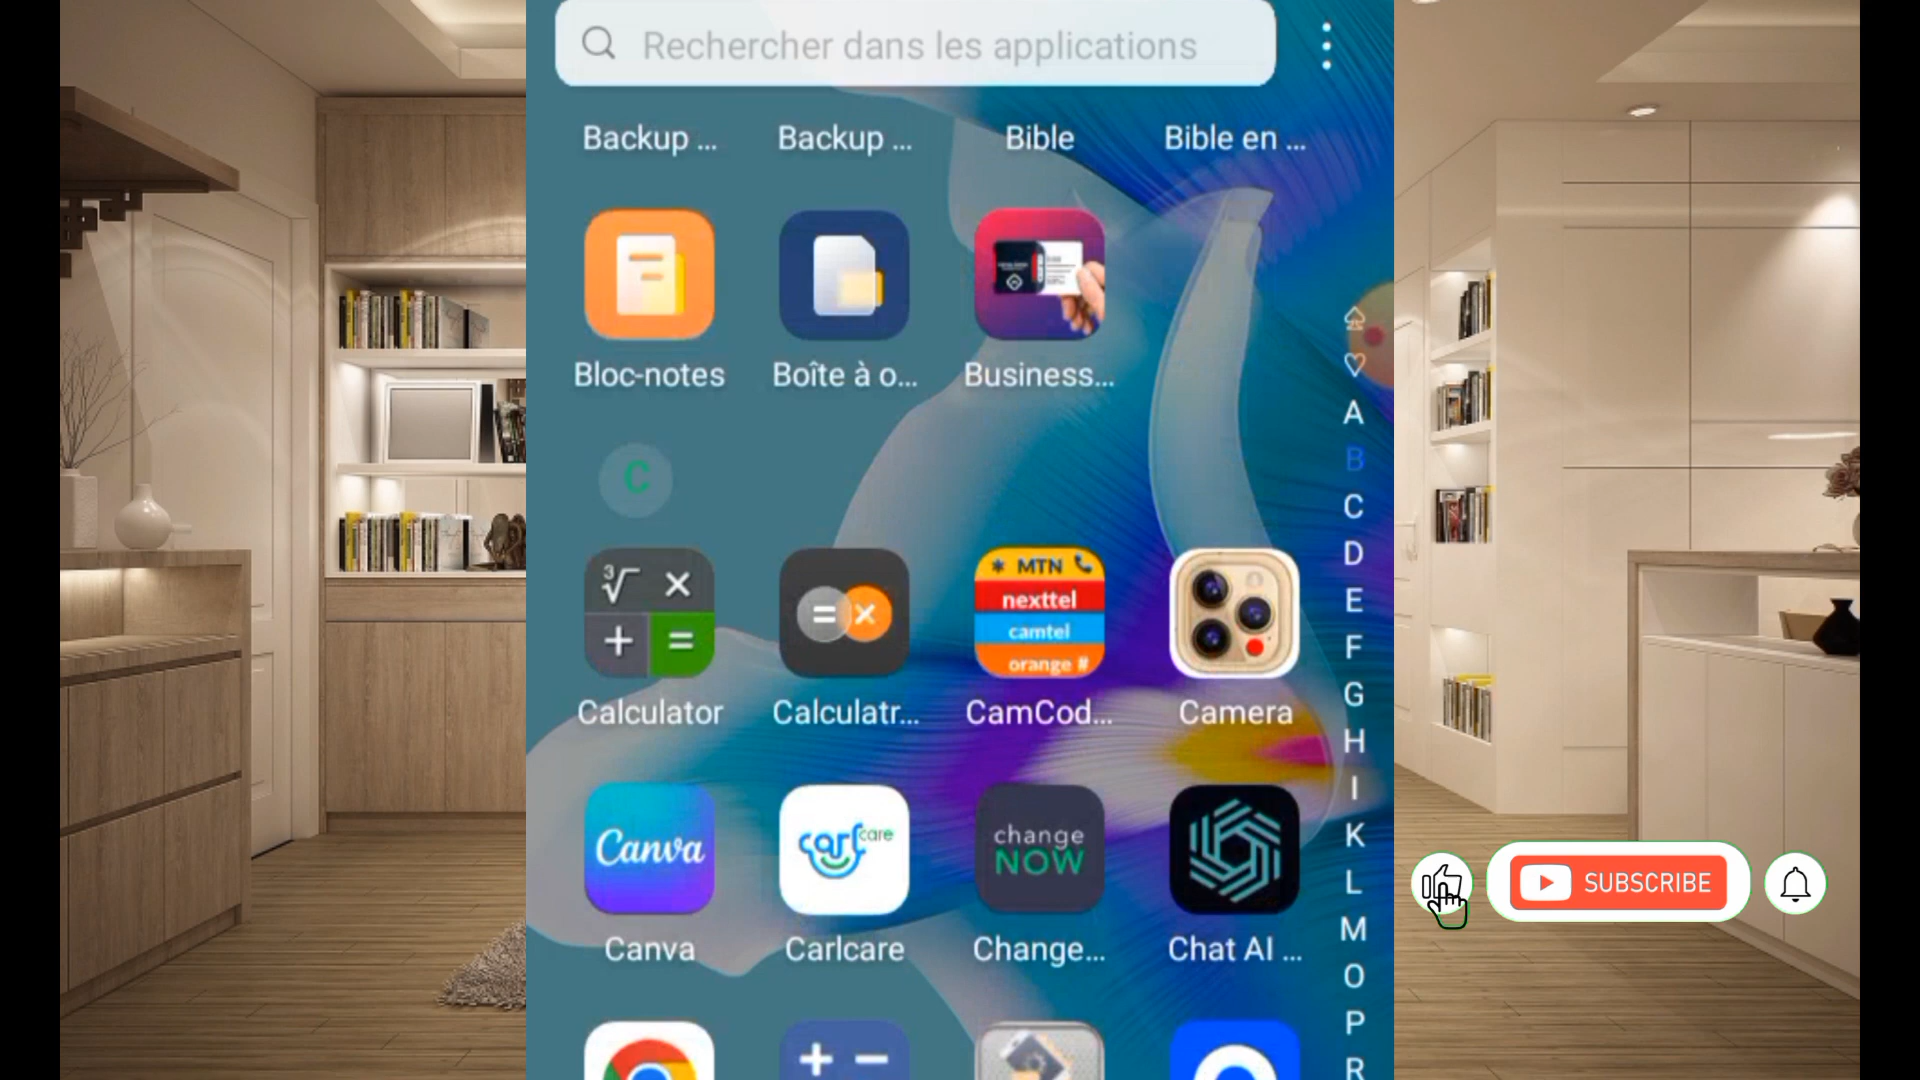 Rechercher dans les applications
Backup ...
Backup ...
Bible
Bible en ...
Bloc-notes
Boîte à o...
Business...
C
MTN
nexttel
camtel
orange #
Calculator
Calculatr...
CamCod...
Camera
Canva
carlcare
change
NOW
Canva
Carlcare
Change...
Chat AI ...
A
B
C
D
E
F
G
H
I
K
L
M
O
P
R
SUBSCRIBE